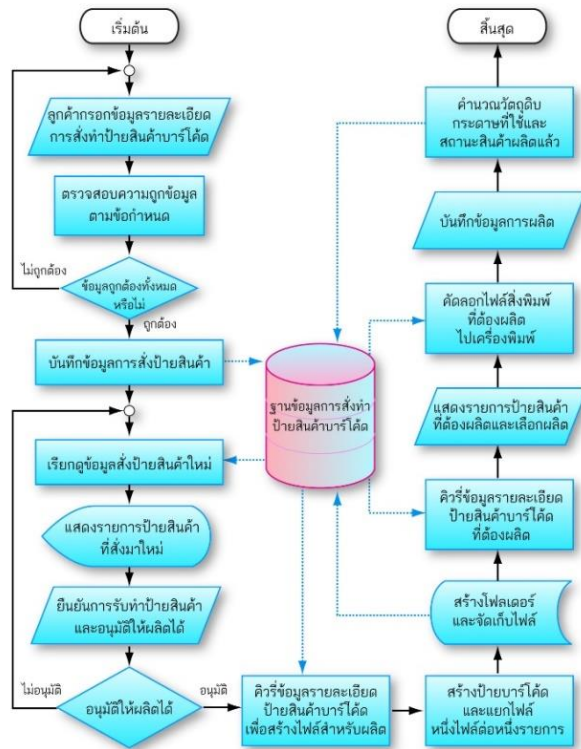 เริ่มต้น
ลูกค้ากรอกข้อมูลรายละเอียด
การสั่งทำป้ายสินค้าบาร์โค้ด
ตรวจสอบความถูกข้อมูล
ตามข้อกำหนด
ไม่ถูกต้อง
ข้อมูลถูกต้องทั้งหมด
หรือไม่
ถูกต้อง
บันทึกข้อมูลการสั่งป้ายสินค้า
เรียกดูข้อมูลสั่งป้ายสินค้าใหม่
แสดงรายการป้ายสินค้า
ที่สั่งมาใหม่
ยืนยันการรับทำป้ายสินค้า
และอนุมัติให้ผลิตได้
ไม่อนุมัติ
อนุมัติให้ผลิตได้
อนุมัติ
ฐานข้อมูลการสั่งทำ
ป้ายสินค้าบาร์โค้ด
คิวรี่ข้อมูลรายละเอียด
ป้ายสินค้าบาร์โค้ด
เพื่อสร้างไฟล์สำหรับผลิต
สร้างป้ายบาร์โค้ด
และแยกไฟล์
หนึ่งไฟล์ต่อหนึ่งรายการ
สร้างโฟลเดอร์
และจัดเก็บไฟล์
คิวรี่ข้อมูลรายละเอียด
ป้ายสินค้าบาร์โค้ด
ที่ต้องผลิต
แสดงรายการป้ายสินค้า
ที่ต้องผลิตและเลือกผลิต
คัดลอกไฟล์สิ่งพิมพ์
ที่ต้องผลิต
ไปเครื่องพิมพ์
บันทึกข้อมูลการผลิต
คำนวณวัตถุดิบ
กระดาษที่ใช้และ
สถานะสินค้าผลิตแล้ว
สิ้นสุด